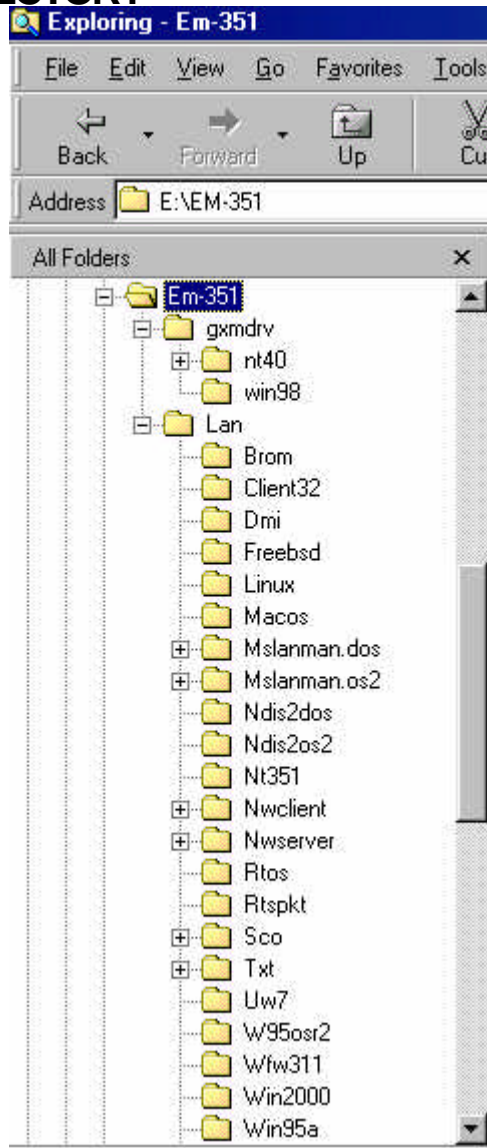 Exploring - Em-351
File Edit View Go Favorites Tools
Back Forward Up
Address E:\EM-351
All Folders
Em-351
gxmdrv
nt40
win98
Lan
Brom
Client32
Dmi
Freebsd
Linux
Macos
Mslanman.dos
Mslanman.os2
Ndis2dos
Ndis2os2
Nt351
Nwclient
Nwserver
Rtos
Rtspkt
Sco
Txt
Uw7
W95osr2
Wfw311
Win2000
Win95a